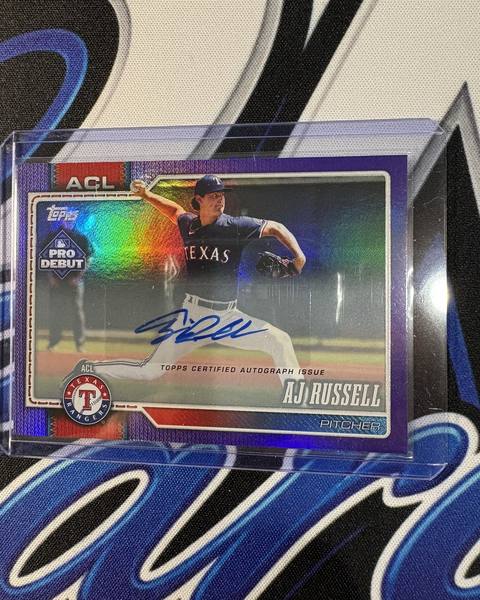 ACL
Topps
PRO
DEBUT
TEXAS
TOPPS CERTIFIED AUTOGRAPH ISSUE
AJ RUSSELL
PITCHER
ACL
TEXAS
T
RANGERS